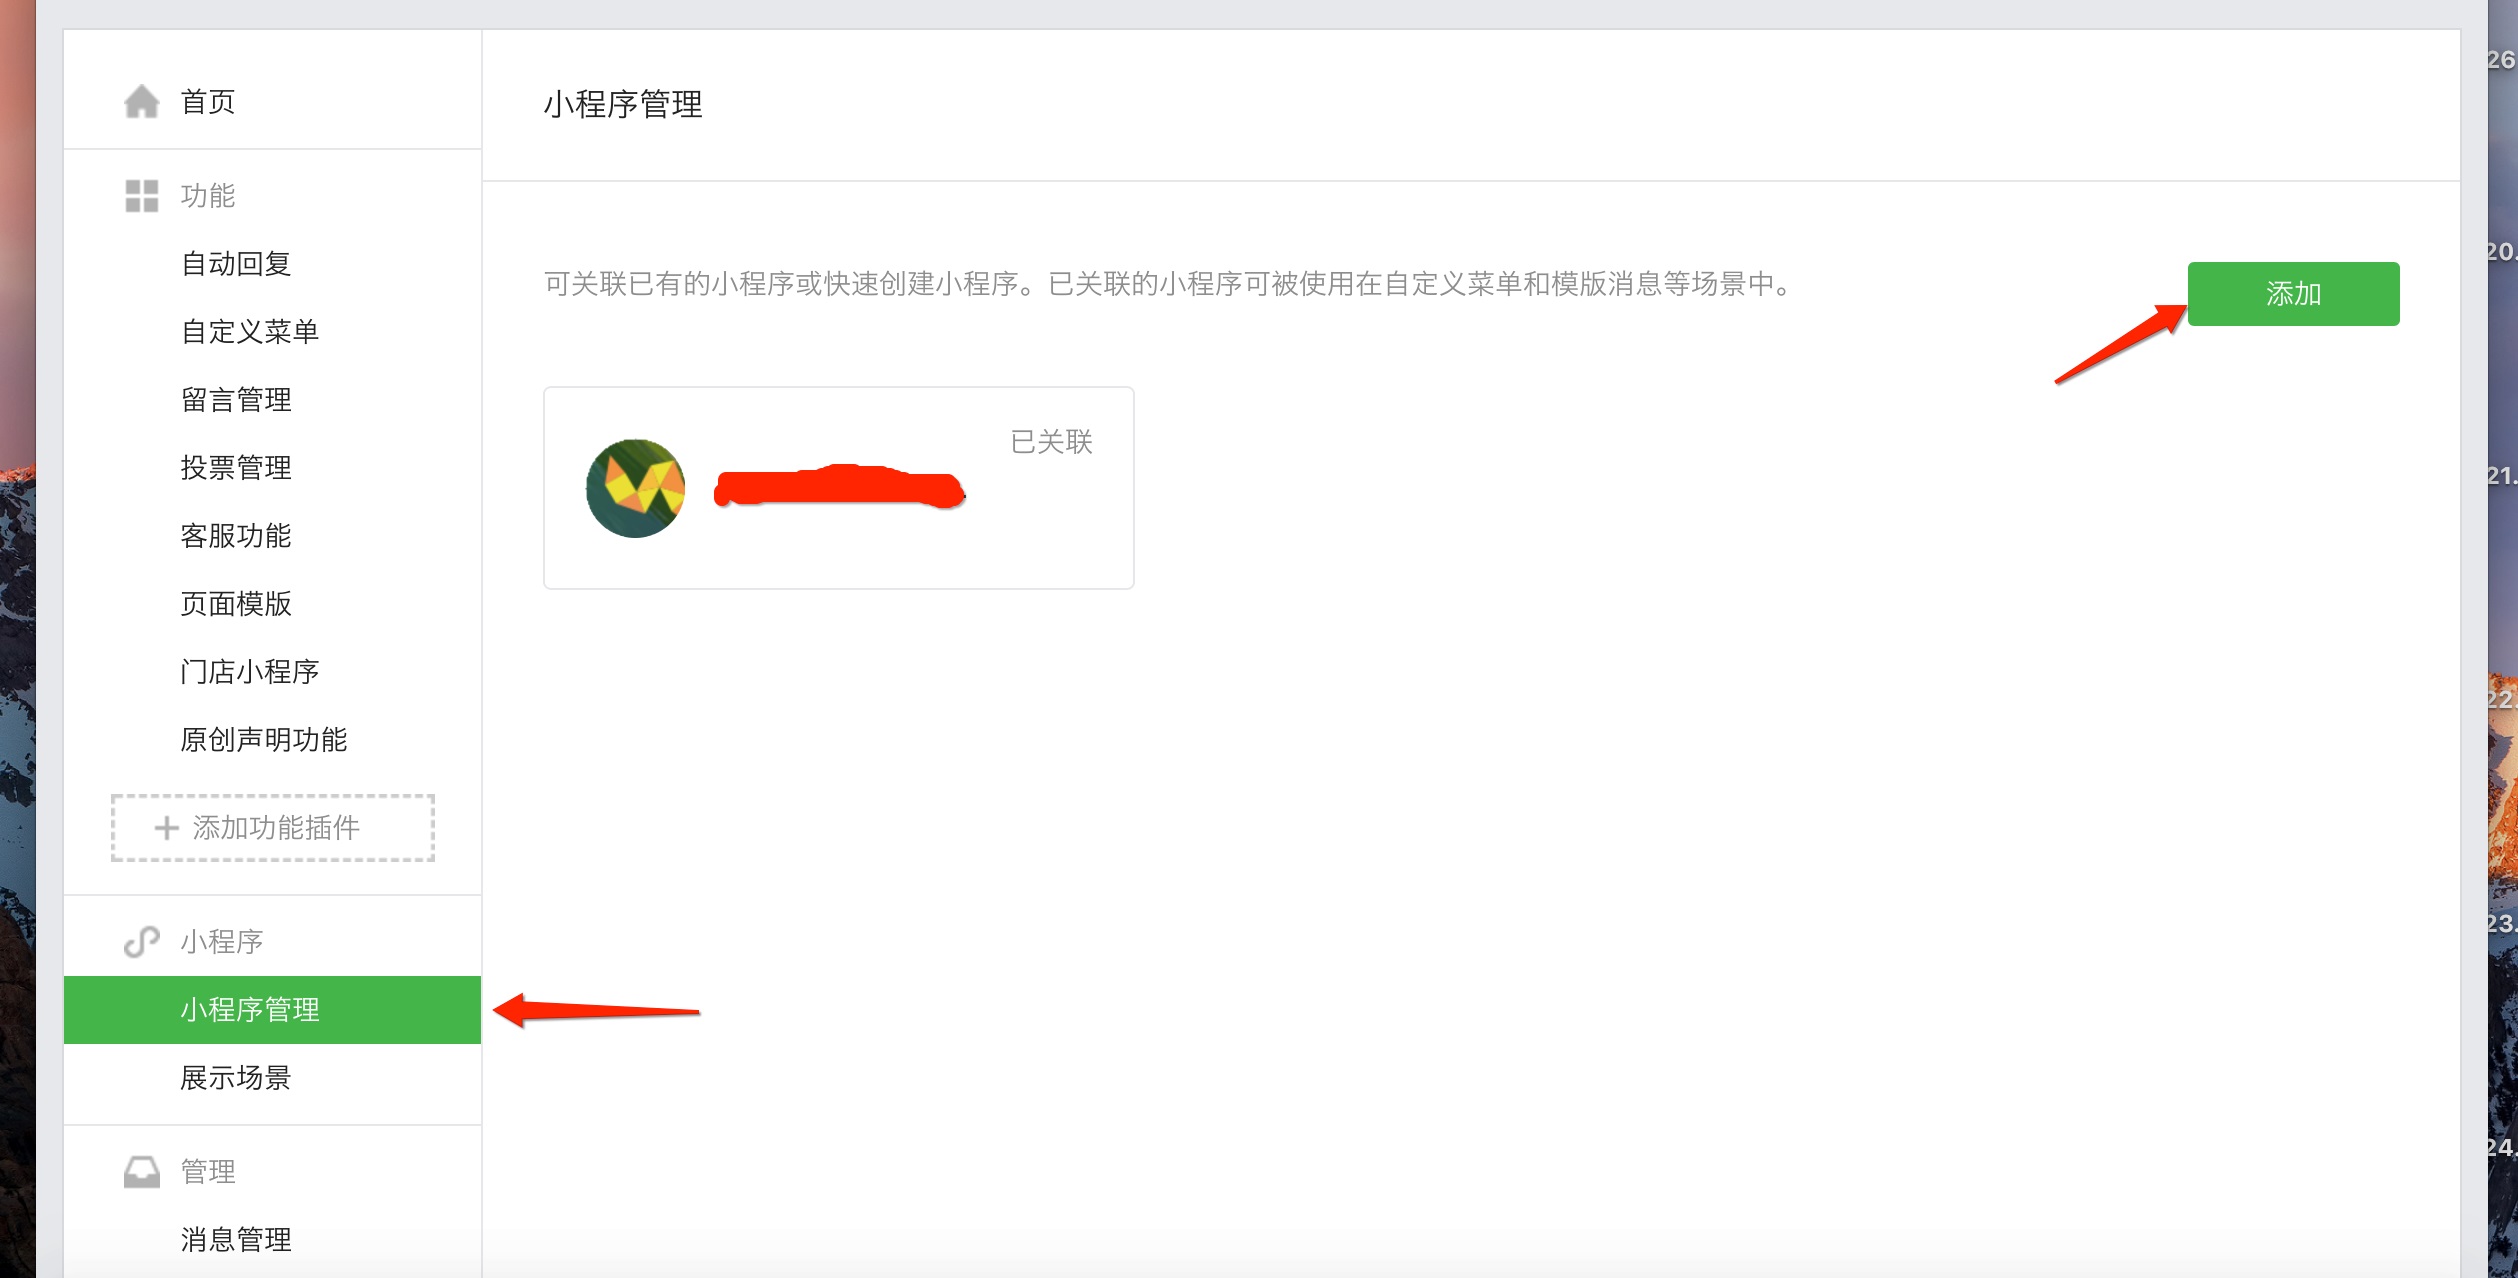 首页
功能
自动回复
自定义菜单
留言管理
投票管理
客服功能
页面模版
门店小程序
原创声明功能
添加功能插件
小程序
小程序管理
展示场景
管理
消息管理
小程序管理
可关联已有的小程序或快速创建小程序。已关联的小程序可被使用在自定义菜单和模版消息等场景中。
添加
已关联
26
20.
21.
22.
23.
24.